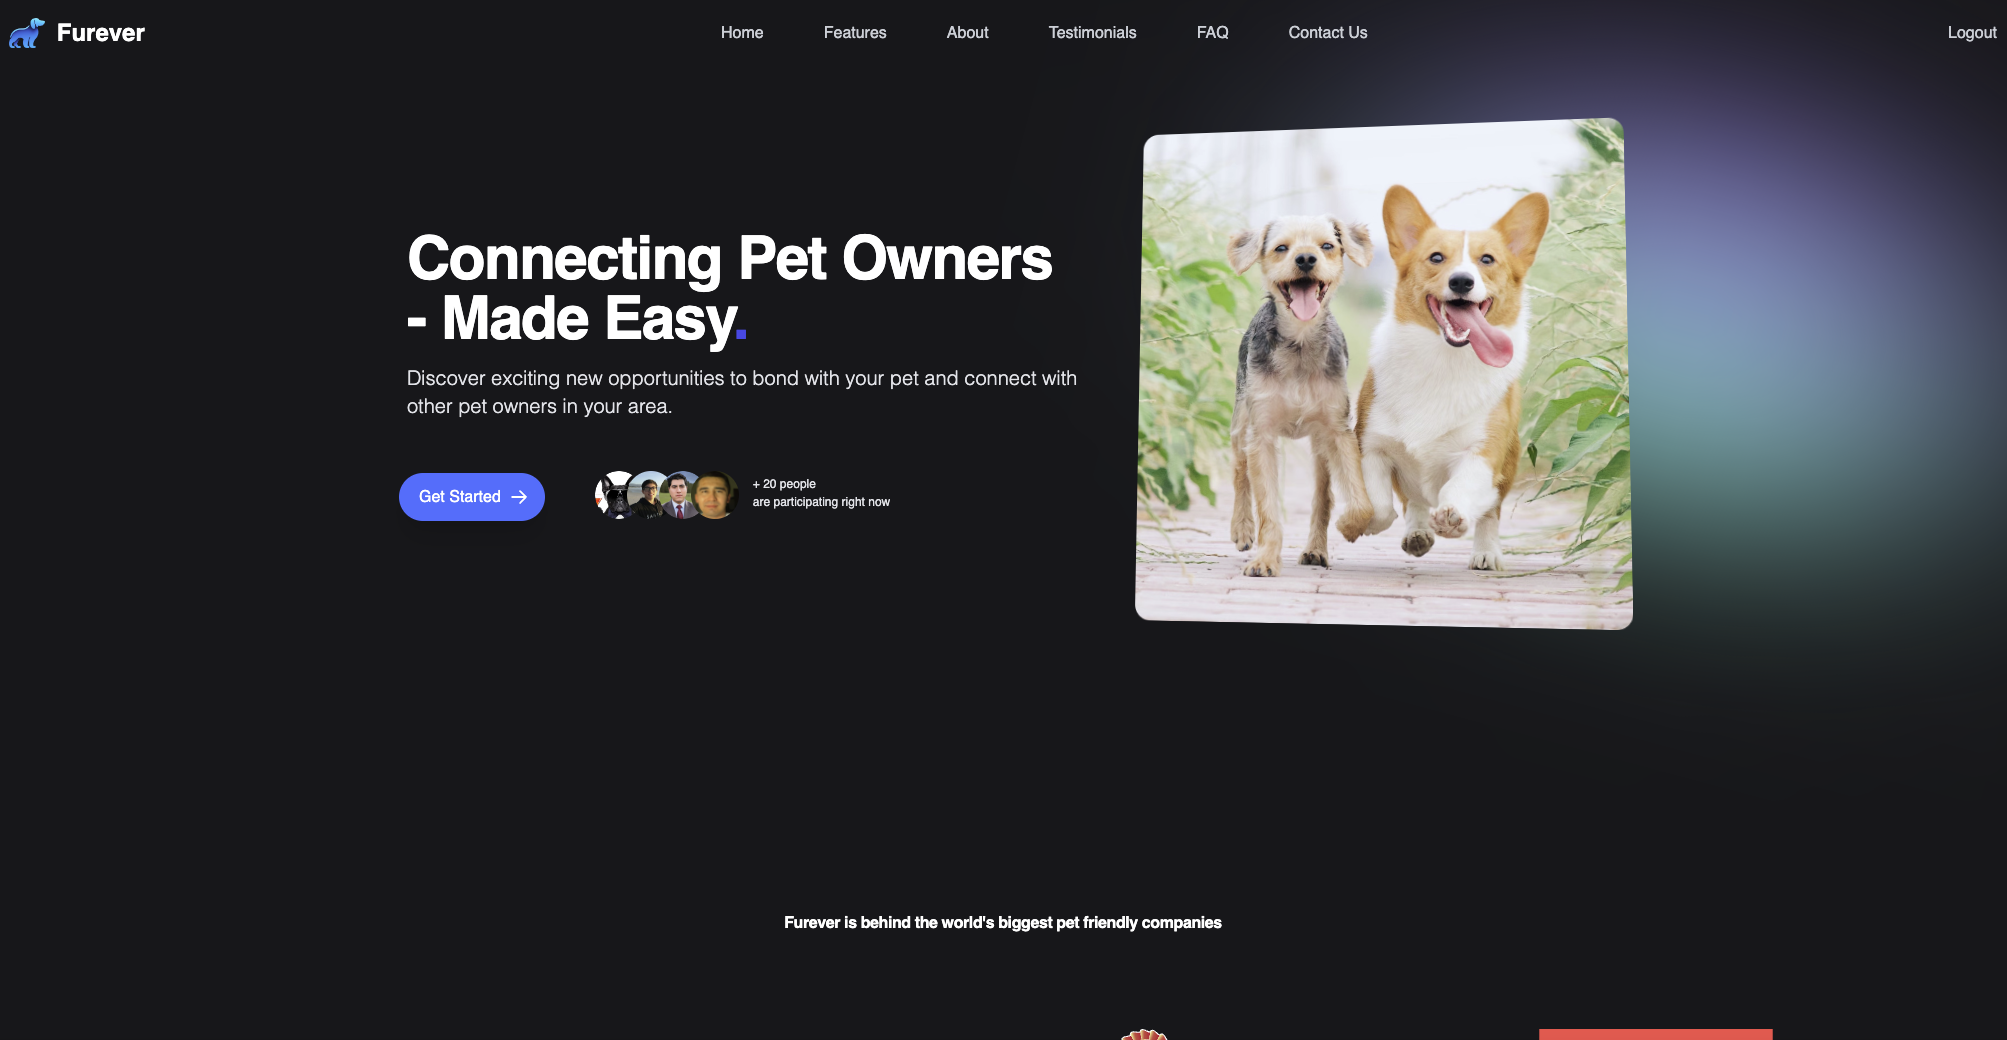 Furever
Home
Features
About
Testimonials
FAQ
Contact Us
Logout
Connecting Pet Owners
- Made Easy.
Discover exciting new opportunities to bond with your pet and connect with
other pet owners in your area.
Get Started
+ 20 people
are participating right now
Furever is behind the world's biggest pet friendly companies